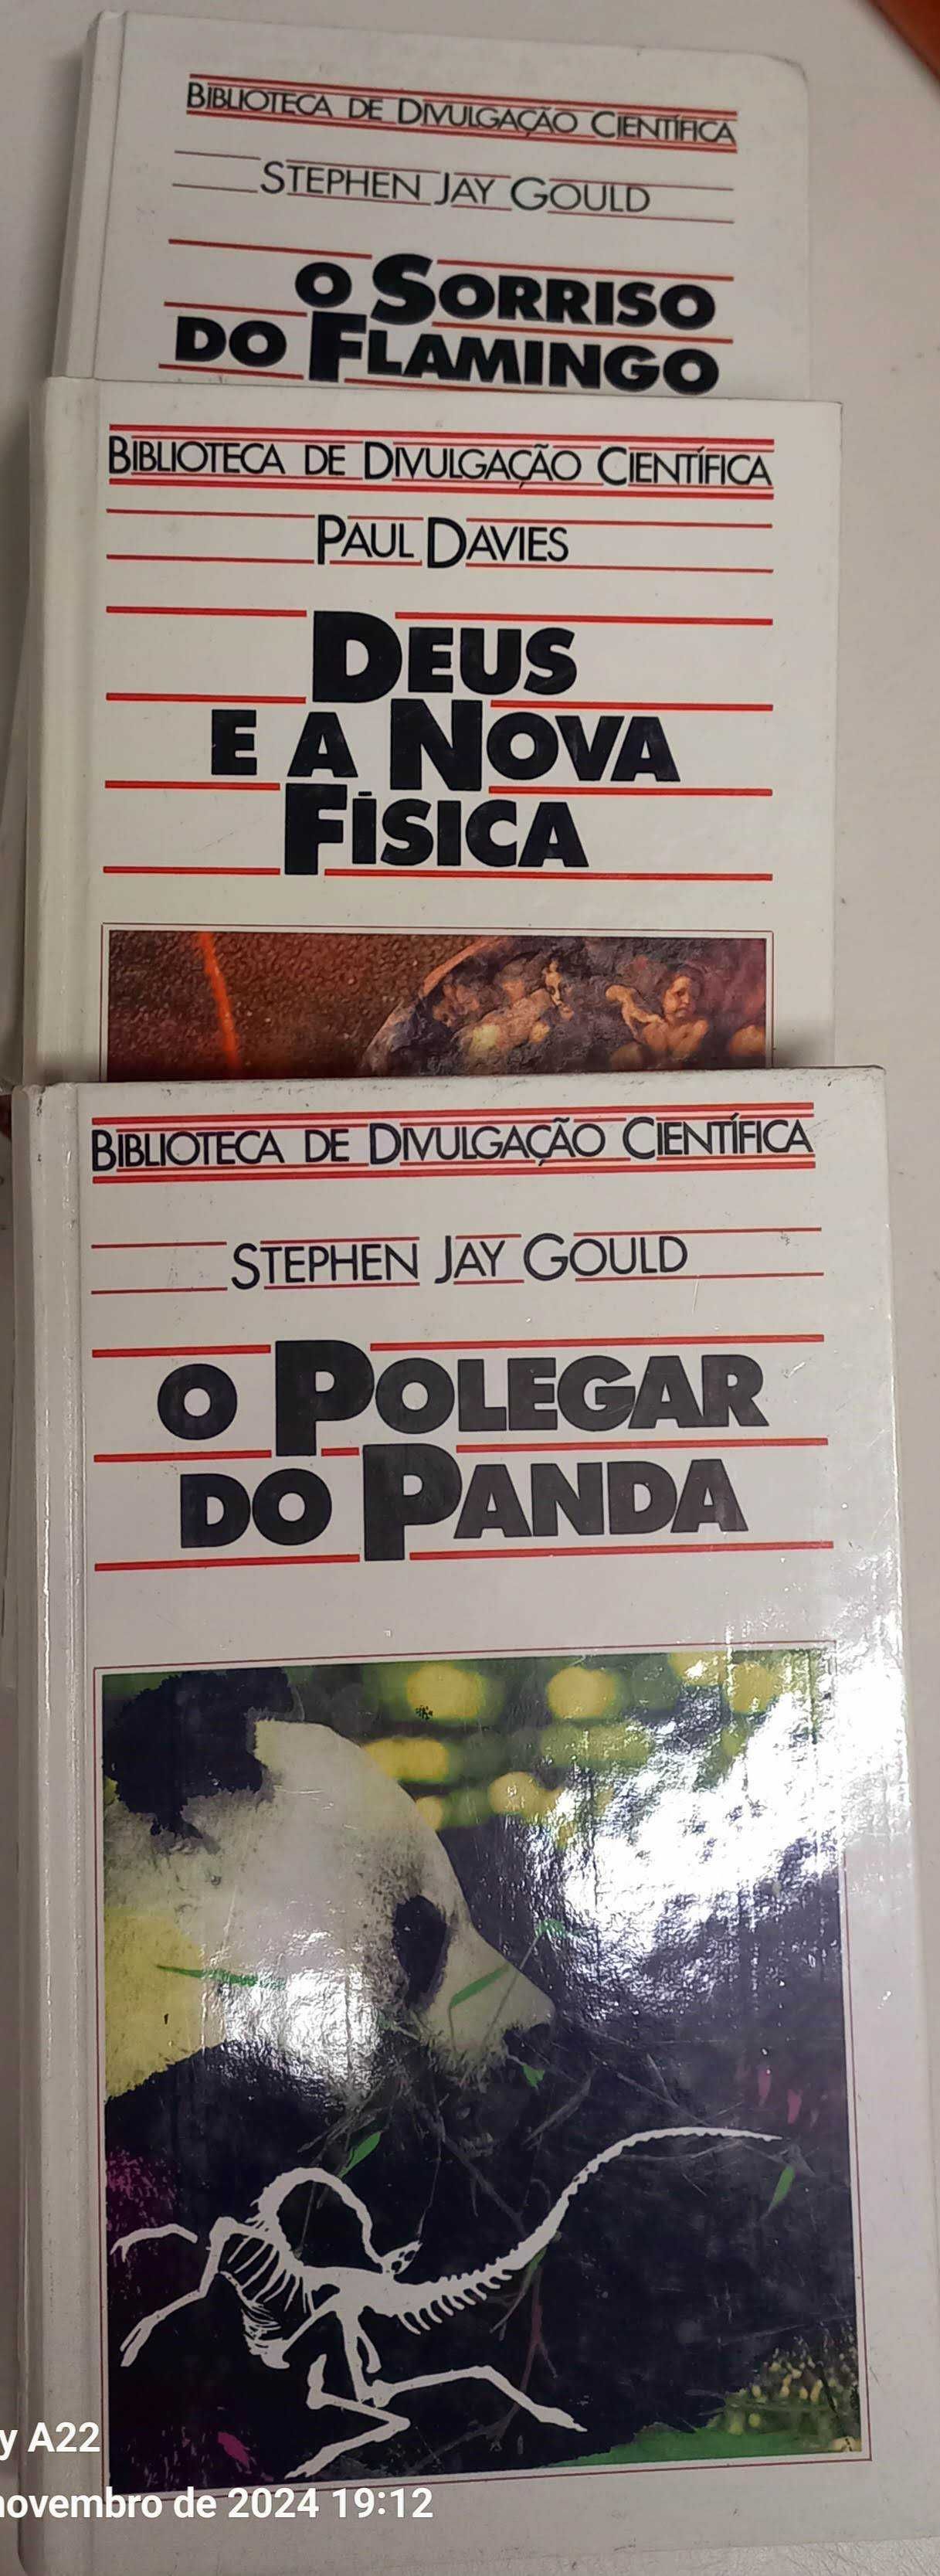 BIBLIOTECA DE DIVULGAÇÃO CIENTÍFICA
STEPHEN JAY GOULD
O SORRISO
DO FLAMINGO
BIBLIOTECA DE DIVULGAÇÃO CIENTÍFICA
PAUL DAVIES
DEUS
E A NOVA
FÍSICA
BIBLIOTECA DE DIVULGAÇÃO CIENTÍFICA
STEPHEN JAY GOULD
O POLEGAR
DO PANDA
y A22
novembro de 2024 19:12